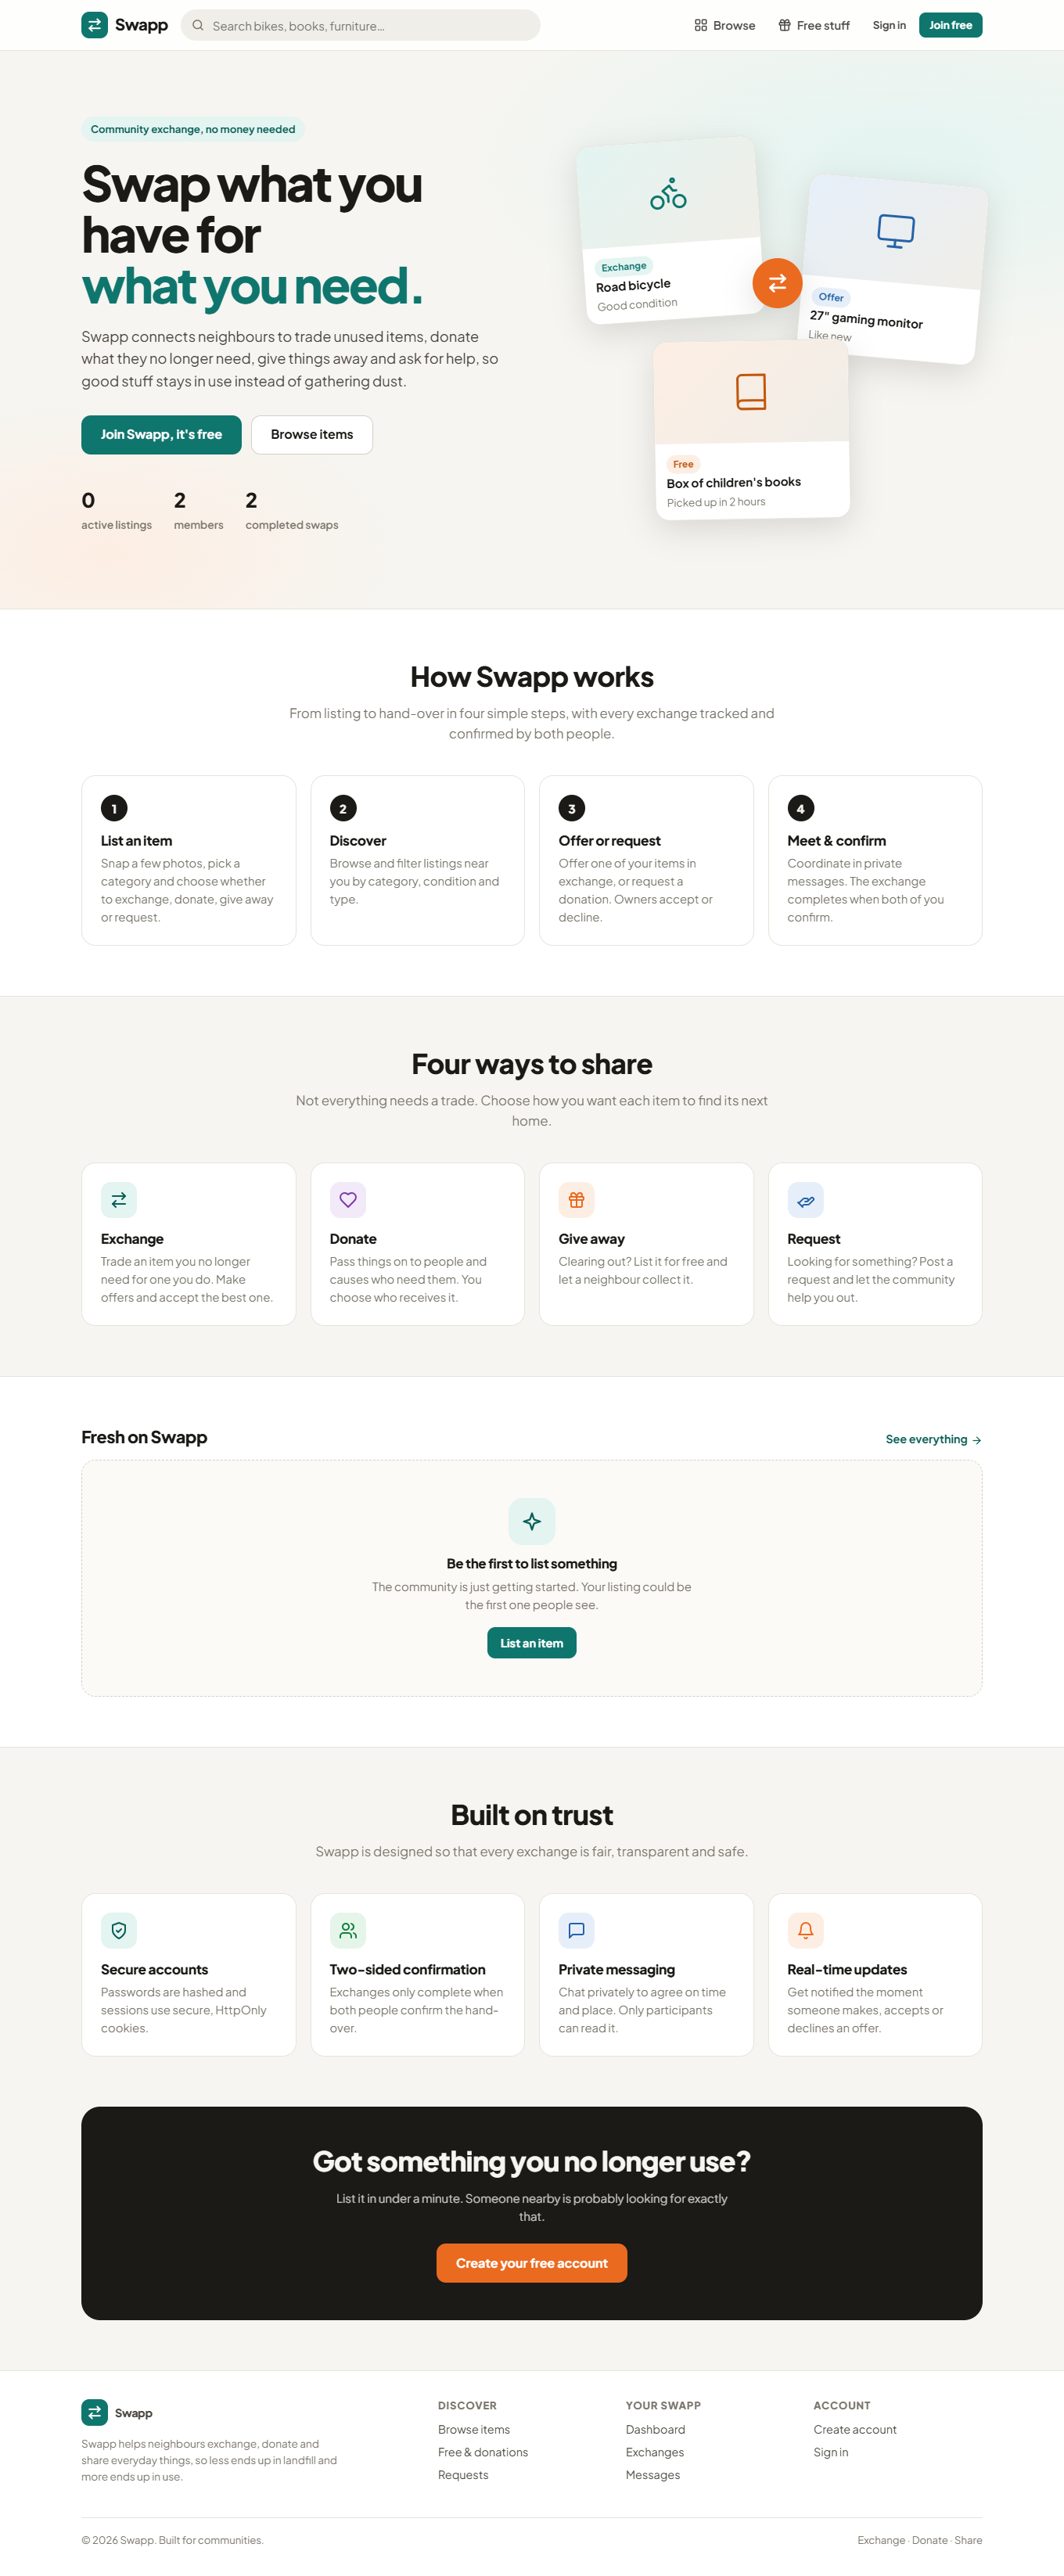 Swapp
Search bikes, books, furniture...
Browse
Free stuff
Sign in
Join free
Community exchange, no money needed
Swap what you
have for
what you need.
Swapp connects neighbours to trade unused items, donate
what they no longer need, give things away and ask for help, so
good stuff stays in use instead of gathering dust.
Join Swapp, it's free
Browse items
0
active listings
2
members
2
completed swaps
Exchange
Road bicycle
Good condition
Offer
27" gaming monitor
Like new
Free
Box of children's books
Picked up in 2 hours
How Swapp works
From listing to hand-over in four simple steps, with every exchange tracked and
confirmed by both people.
1
List an item
Snap a few photos, pick a
category and choose whether
to exchange, donate, give away
or request.
2
Discover
Browse and filter listings near
you by category, condition and
type.
3
Offer or request
Offer one of your items in
exchange, or request a
donation. Owners accept or
decline.
4
Meet & confirm
Coordinate in private
messages. The exchange
completes when both of you
confirm.
Four ways to share
Not everything needs a trade. Choose how you want each item to find its next
home.
Exchange
Trade an item you no longer
need for one you do. Make
offers and accept the best one.
Donate
Pass things on to people and
causes who need them. You
choose who receives it.
Give away
Clearing out? List it for free and
let a neighbour collect it.
Request
Looking for something? Post a
request and let the community
help you out.
Fresh on Swapp
See everything →
Be the first to list something
The community is just getting started. Your listing could be
the first one people see.
List an item
Built on trust
Swapp is designed so that every exchange is fair, transparent and safe.
Secure accounts
Passwords are hashed and
sessions use secure, HttpOnly
cookies.
Two-sided confirmation
Exchanges only complete when
both people confirm the hand-
over.
Private messaging
Chat privately to agree on time
and place. Only participants
can read it.
Real-time updates
Get notified the moment
someone makes, accepts or
declines an offer.
Got something you no longer use?
List it in under a minute. Someone nearby is probably looking for exactly
that.
Create your free account
Swapp
Swapp helps neighbours exchange, donate and
share everyday things, so less ends up in landfill and
more ends up in use.
DISCOVER
Browse items
Free & donations
Requests
YOUR SWAPP
Dashboard
Exchanges
Messages
ACCOUNT
Create account
Sign in
© 2026 Swapp. Built for communities.
Exchange · Donate · Share